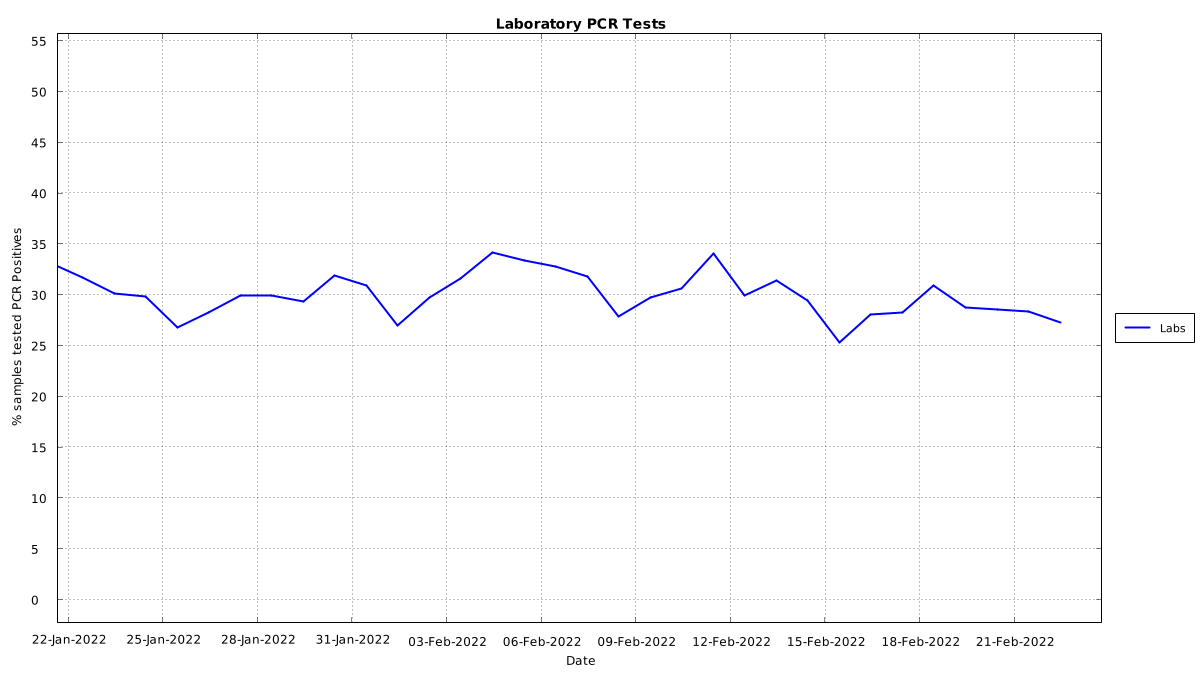 Laboratory PCR Tests
55
50
45
40
35
30
25
20
15
10
5
0
% samples tested PCR Positives
22-Jan-2022 25-Jan-2022 28-Jan-2022 31-Jan-2022 03-Feb-2022 06-Feb-2022 09-Feb-2022 12-Feb-2022 15-Feb-2022 18-Feb-2022 21-Feb-2022
Date
Labs